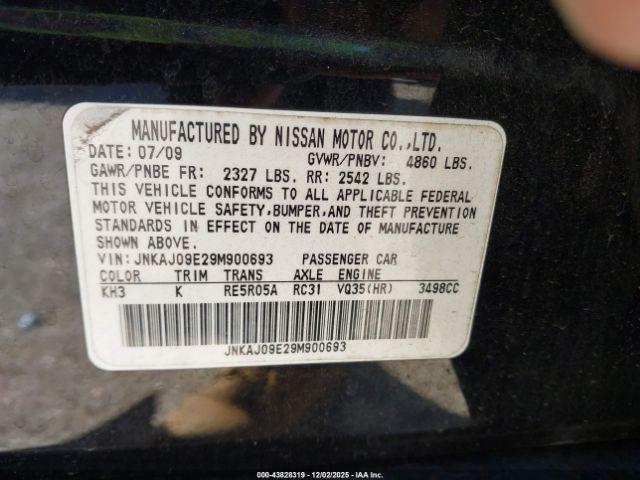 MANUFACTURED BY NISSAN MOTOR CO.,LTD.
DATE: 07/09 GVWR/PNBV: 4860 LBS.
GAWR/PNBE FR: 2327 LBS. RR: 2542 LBS.
THIS VEHICLE CONFORMS TO ALL APPLICABLE FEDERAL
MOTOR VEHICLE SAFETY,BUMPER,AND THEFT PREVENTION
STANDARDS IN EFFECT ON THE DATE OF MANUFACTURE
SHOWN ABOVE.
VIN: JNKAJ09E29M900693 PASSENGER CAR
COLOR TRIM TRANS AXLE ENGINE
KH3 K RE5R05A RC31 VQ35(HR) 3498CC
JNKAJ09E29M900693
000-43828319 • 12/02/2025 • IAA Inc.